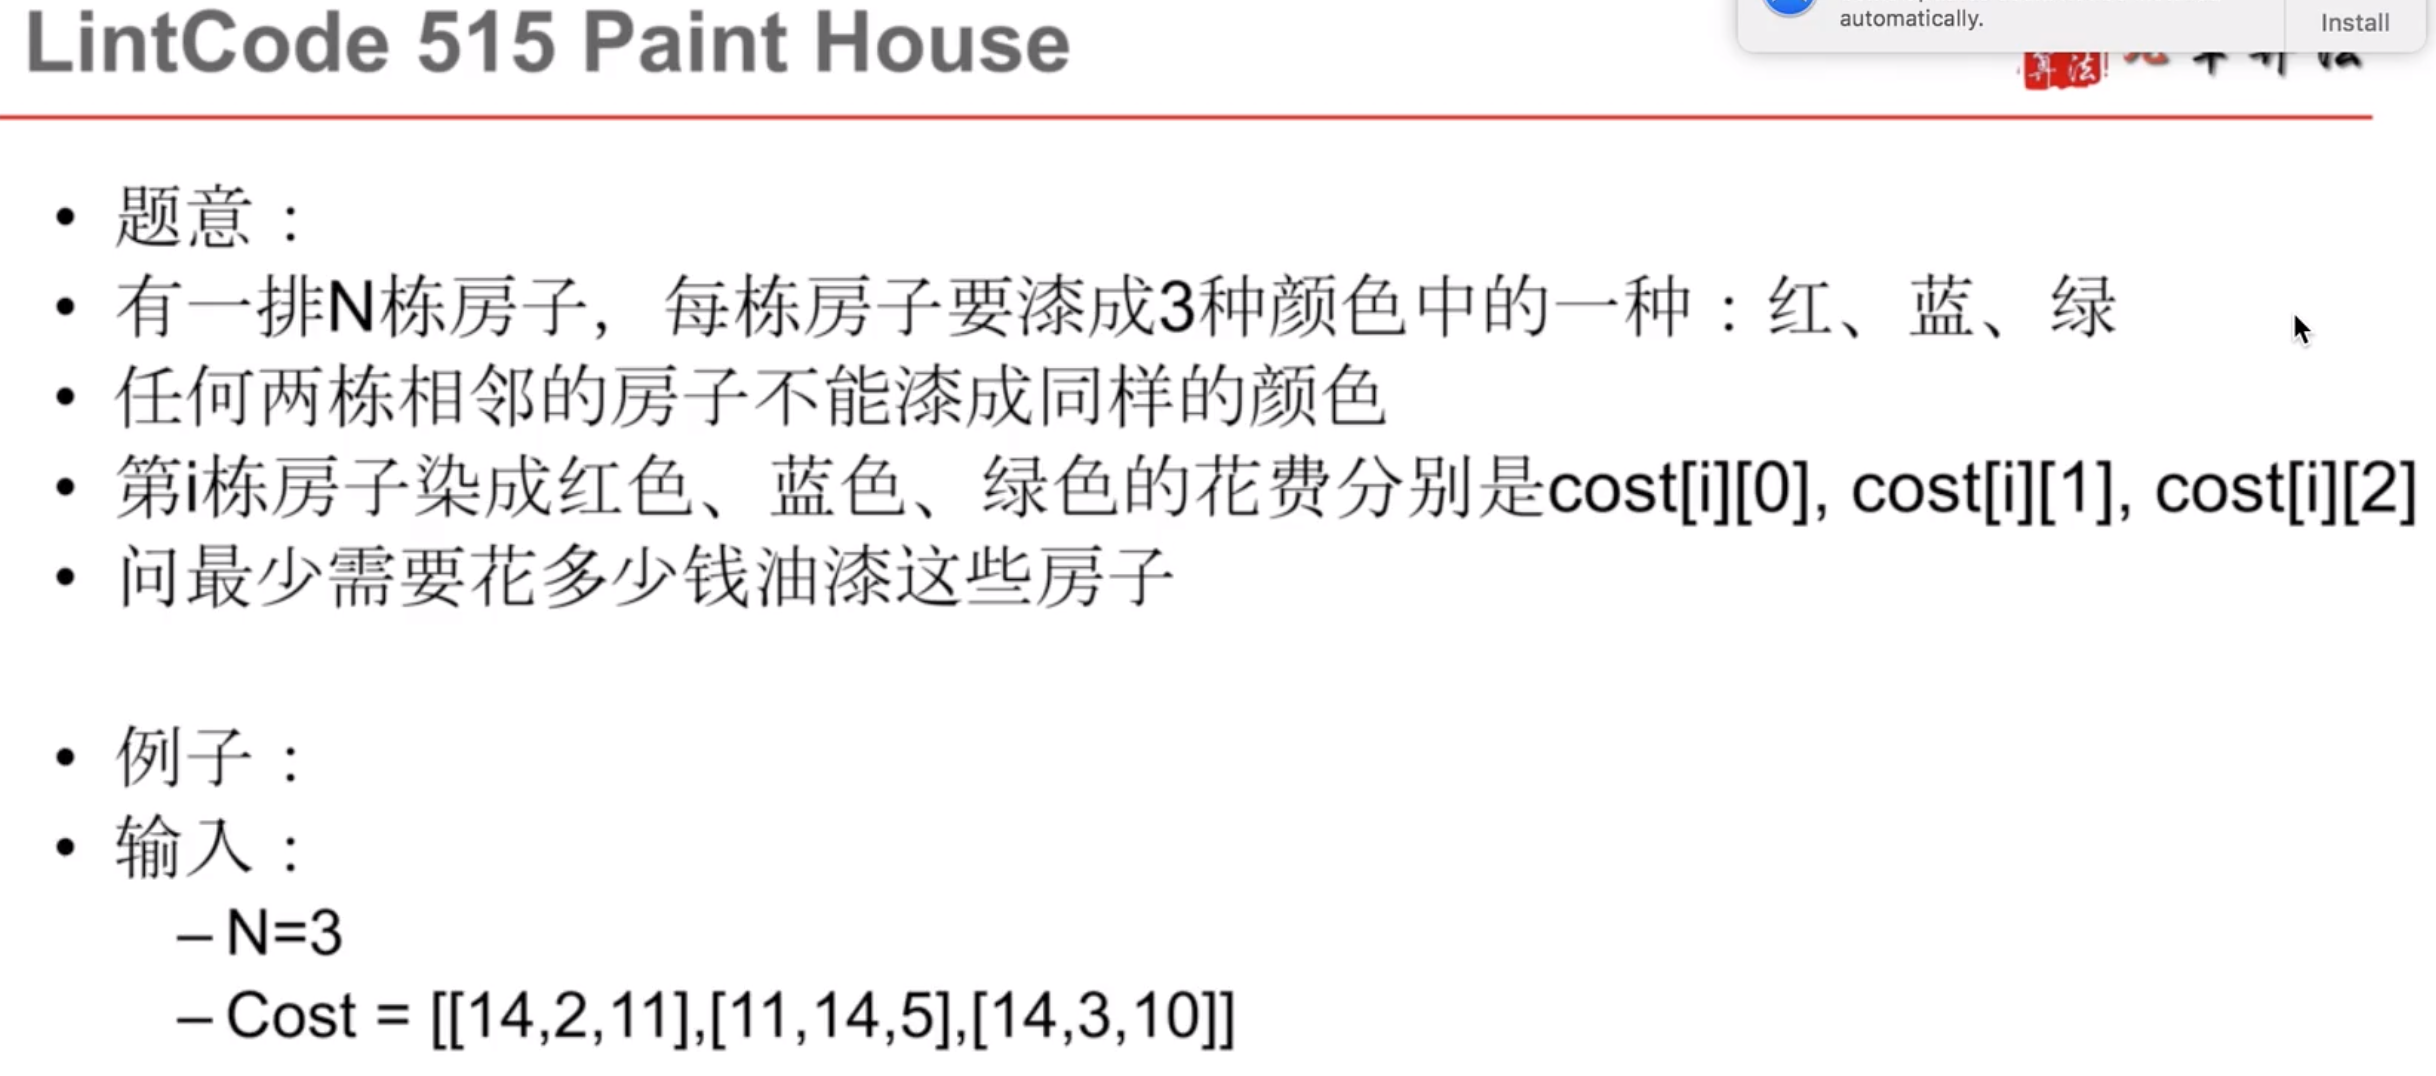 automatically.
Install
LintCode 515 Paint House
算法
• 题意：
• 有一排N栋房子，每栋房子要漆成3种颜色中的一种：红、蓝、绿
• 任何两栋相邻的房子不能漆成同样的颜色
• 第i栋房子染成红色、蓝色、绿色的花费分别是cost[i][0], cost[i][1], cost[i][2]
• 问最少需要花多少钱油漆这些房子
• 例子：
• 输入：
– N=3
– Cost = [[14,2,11],[11,14,5],[14,3,10]]